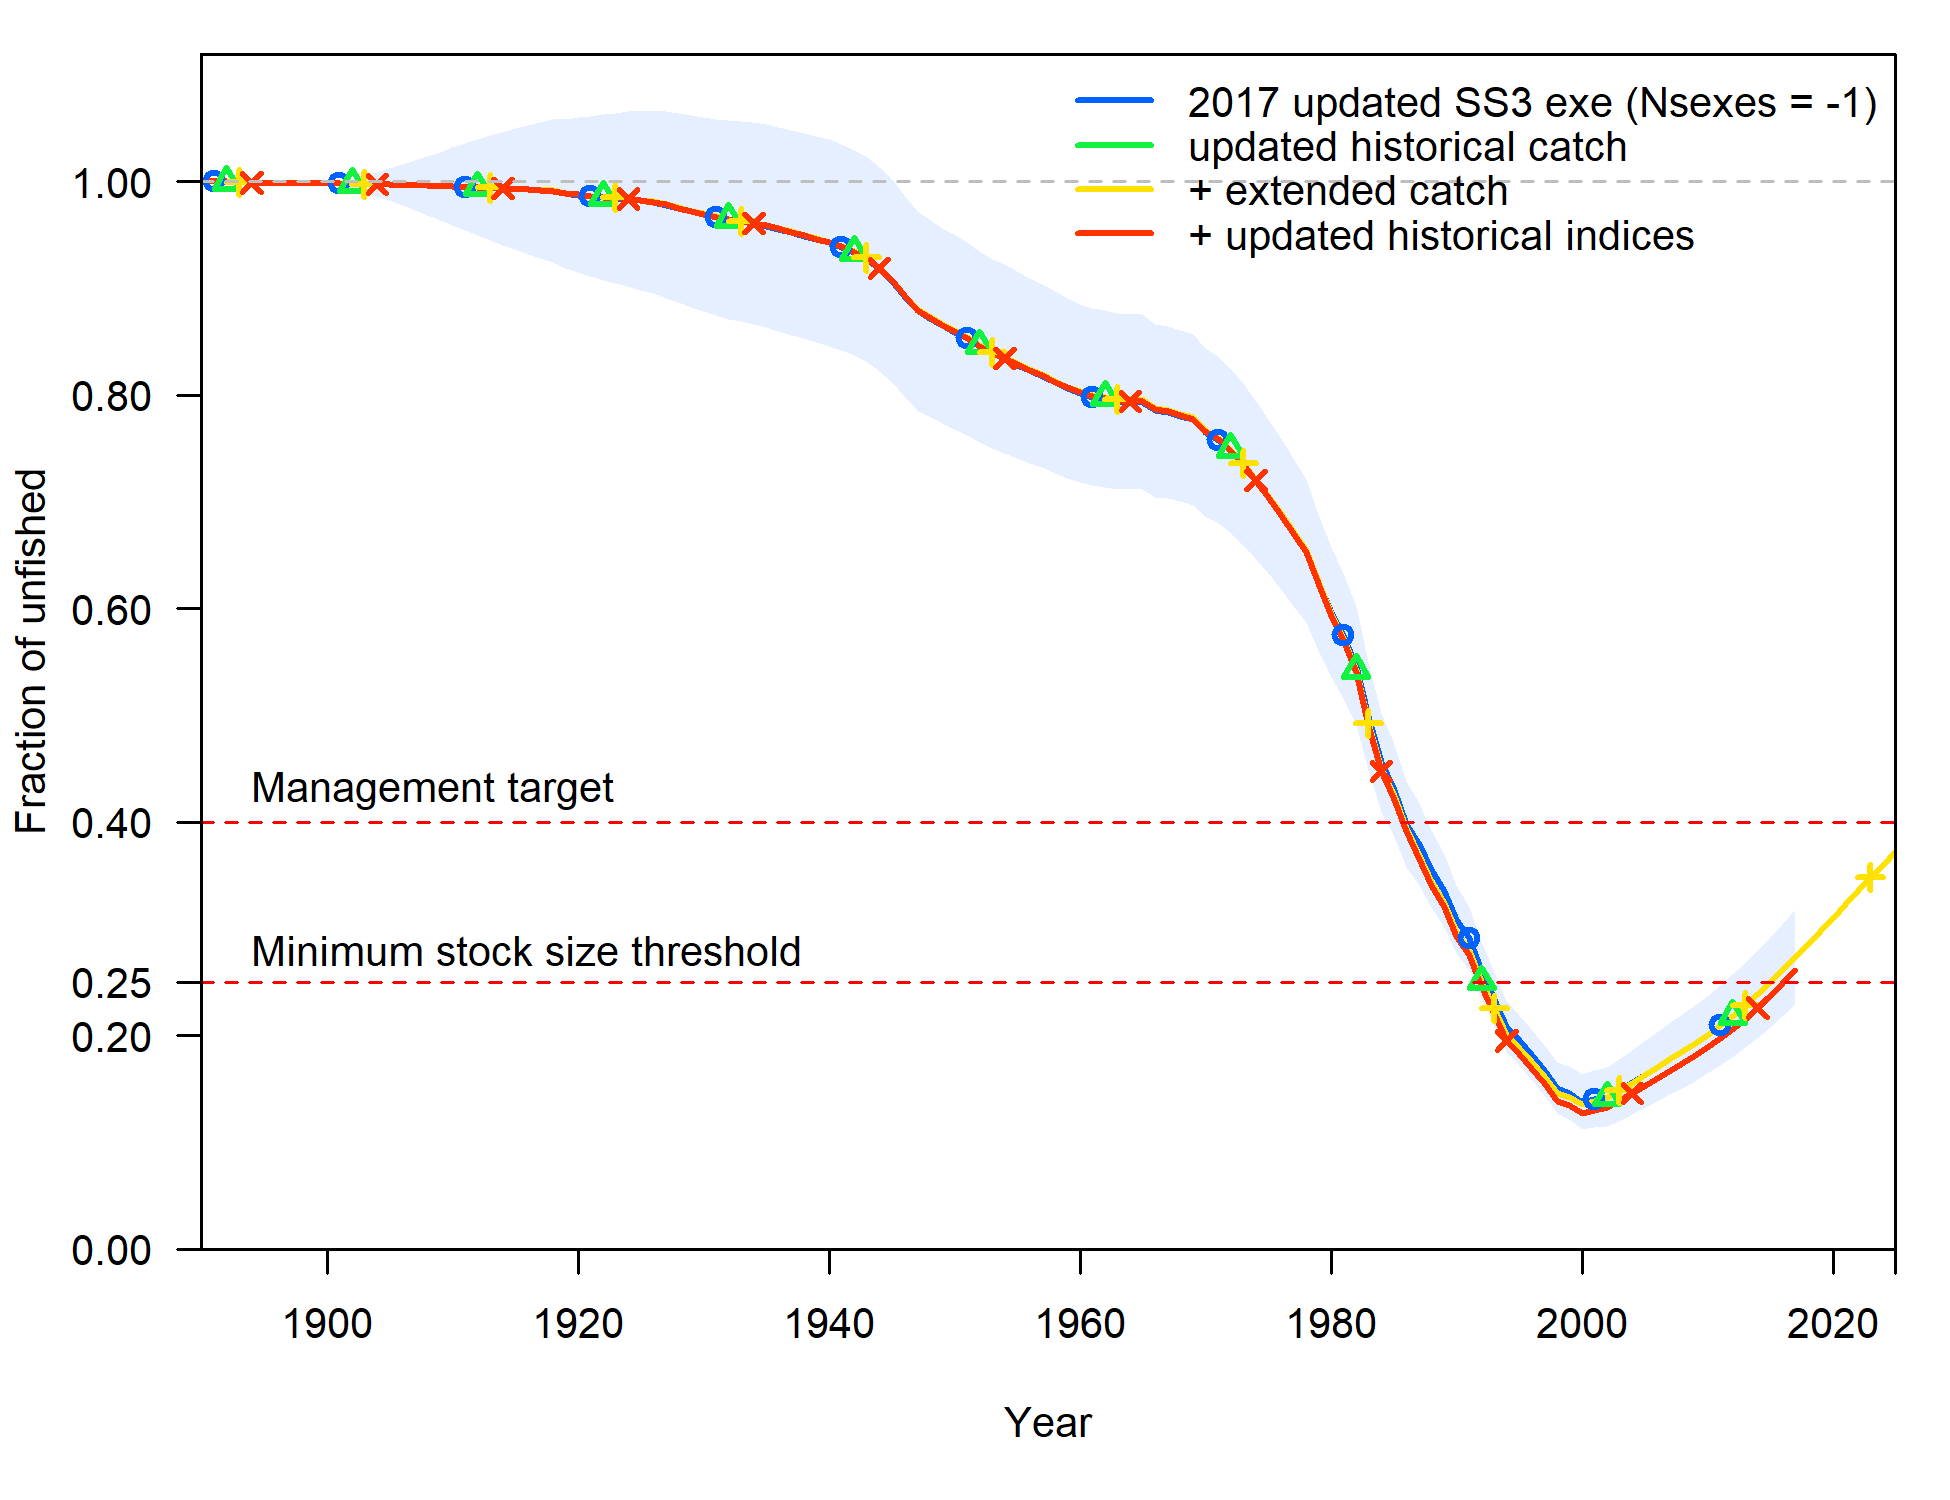 2017 updated SS3 exe (Nsexes = -1)
updated historical catch
+ extended catch
+ updated historical indices
1.00
0.80
0.60
0.40
0.25
0.20
0.00
Fraction of unfished
Management target
Minimum stock size threshold
1900 1920 1940 1960 1980 2000 2020
Year